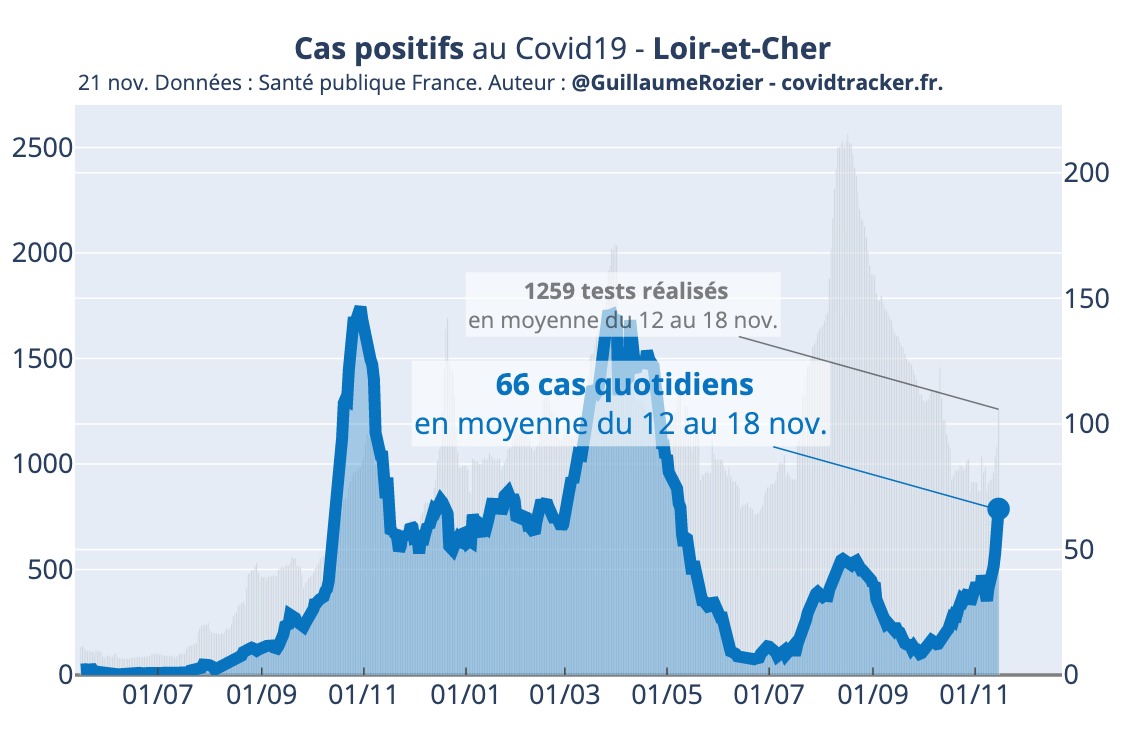 Cas positifs au Covid19 - Loir-et-Cher
21 nov. Données : Santé publique France. Auteur : @GuillaumeRozier - covidtracker.fr.
2500
2000
1500
1000
500
0
200
150
100
50
0
1259 tests réalisés
en moyenne du 12 au 18 nov.
66 cas quotidiens
en moyenne du 12 au 18 nov.
01/07 01/09 01/11 01/01 01/03 01/05 01/07 01/09 01/11